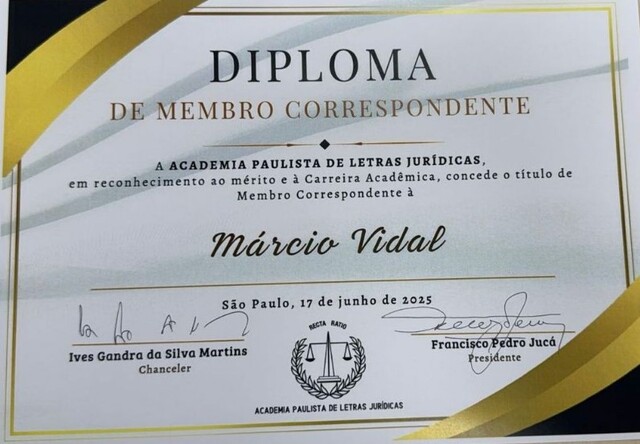 DIPLOMA
DE MEMBRO CORRESPONDENTE
A ACADEMIA PAULISTA DE LETRAS JURÍDICAS,
em reconhecimento ao mérito e à Carreira Acadêmica, concede o título de
Membro Correspondente à
Márcio Vidal
São Paulo, 17 de junho de 2025
Ives Gandra da Silva Martins
Chanceler
RECTA RATIO
ACADEMIA PAULISTA DE LETRAS JURÍDICAS
Francisco Pedro Jucá
Presidente